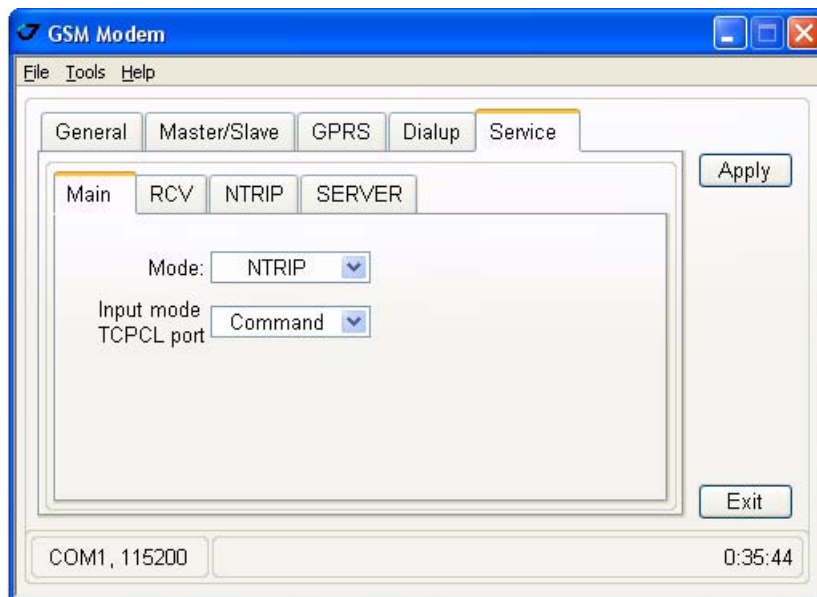 GSM Modem
File Tools Help
General Master/Slave GPRS Dialup Service
Apply
Main RCV NTRIP SERVER
Mode: NTRIP
Input mode
TCPCL port Command
Exit
COM1, 115200 0:35:44